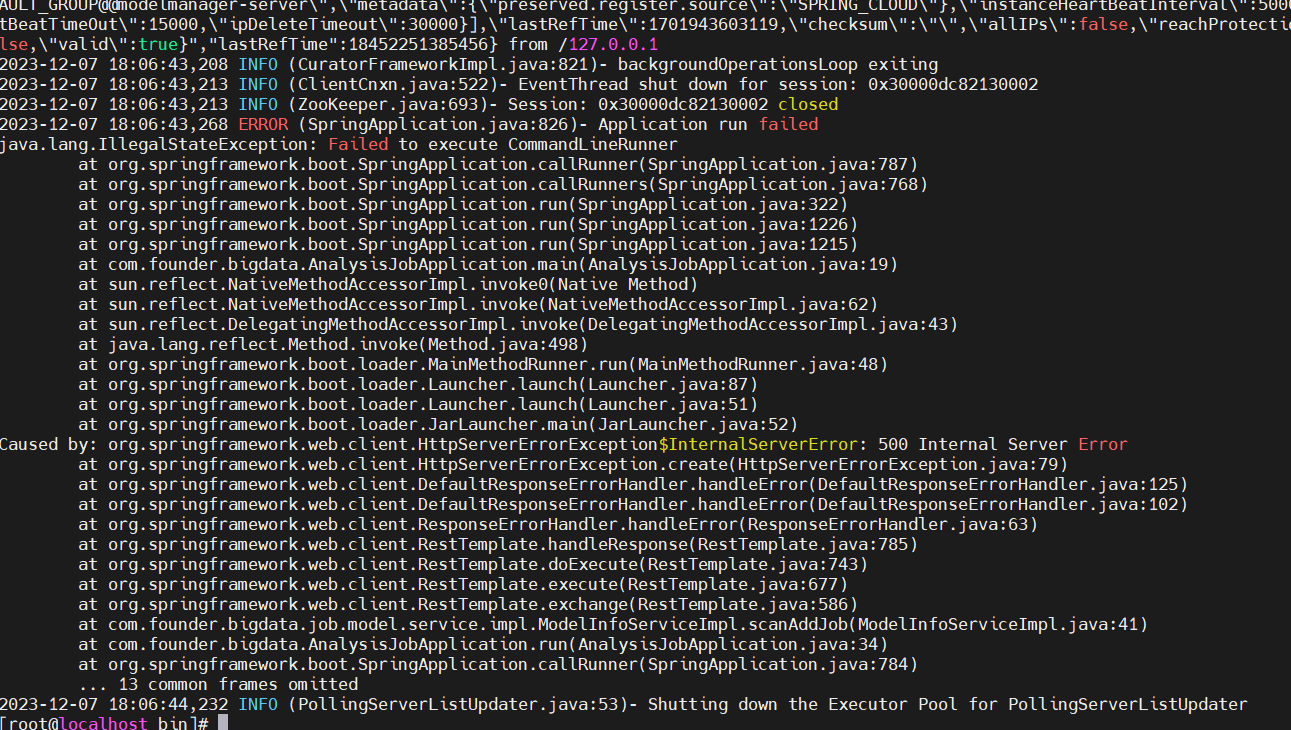 AULT_GROUP@@modelmanager-server\",\"metadata\":{\"preserved.register.source\":\"SPRING_CLOUD\"},\"instanceHeartBeatInterval\":5000
tBeatTimeOut\":15000,\"ipDeleteTimeout\":30000}],\"lastRefTime\":1701943603119,\"checksum\":\"\",\"allIPs\":false,\"reachProtectio
lse,\"valid\":true}","lastRefTime":18452251385456} from /127.0.0.1
2023-12-07 18:06:43,208 INFO (CuratorFrameworkImpl.java:821)- backgroundOperationsLoop exiting
2023-12-07 18:06:43,213 INFO (ClientCnxn.java:522)- EventThread shut down for session: 0x30000dc82130002
2023-12-07 18:06:43,213 INFO (ZooKeeper.java:693)- Session: 0x30000dc82130002 closed
2023-12-07 18:06:43,268 ERROR (SpringApplication.java:826)- Application run failed
java.lang.IllegalStateException: Failed to execute CommandLineRunner
at org.springframework.boot.SpringApplication.callRunner(SpringApplication.java:787)
at org.springframework.boot.SpringApplication.callRunners(SpringApplication.java:768)
at org.springframework.boot.SpringApplication.run(SpringApplication.java:322)
at org.springframework.boot.SpringApplication.run(SpringApplication.java:1226)
at org.springframework.boot.SpringApplication.run(SpringApplication.java:1215)
at com.founder.bigdata.AnalysisJobApplication.main(AnalysisJobApplication.java:19)
at sun.reflect.NativeMethodAccessorImpl.invoke0(Native Method)
at sun.reflect.NativeMethodAccessorImpl.invoke(NativeMethodAccessorImpl.java:62)
at sun.reflect.DelegatingMethodAccessorImpl.invoke(DelegatingMethodAccessorImpl.java:43)
at java.lang.reflect.Method.invoke(Method.java:498)
at org.springframework.boot.loader.MainMethodRunner.run(MainMethodRunner.java:48)
at org.springframework.boot.loader.Launcher.launch(Launcher.java:87)
at org.springframework.boot.loader.Launcher.launch(Launcher.java:51)
at org.springframework.boot.loader.JarLauncher.main(JarLauncher.java:52)
Caused by: org.springframework.web.client.HttpServerErrorException$InternalServerError: 500 Internal Server Error
at org.springframework.web.client.HttpServerErrorException.create(HttpServerErrorException.java:79)
at org.springframework.web.client.DefaultResponseErrorHandler.handleError(DefaultResponseErrorHandler.java:125)
at org.springframework.web.client.DefaultResponseErrorHandler.handleError(DefaultResponseErrorHandler.java:102)
at org.springframework.web.client.ResponseErrorHandler.handleError(ResponseErrorHandler.java:63)
at org.springframework.web.client.RestTemplate.handleResponse(RestTemplate.java:785)
at org.springframework.web.client.RestTemplate.doExecute(RestTemplate.java:743)
at org.springframework.web.client.RestTemplate.execute(RestTemplate.java:677)
at org.springframework.web.client.RestTemplate.exchange(RestTemplate.java:586)
at com.founder.bigdata.job.model.service.impl.ModelInfoServiceImpl.scanAddJob(ModelInfoServiceImpl.java:41)
at com.founder.bigdata.AnalysisJobApplication.run(AnalysisJobApplication.java:34)
at org.springframework.boot.SpringApplication.callRunner(SpringApplication.java:784)
... 13 common frames omitted
2023-12-07 18:06:44,232 INFO (PollingServerListUpdater.java:53)- Shutting down the Executor Pool for PollingServerListUpdater
[root@localhost bin]#